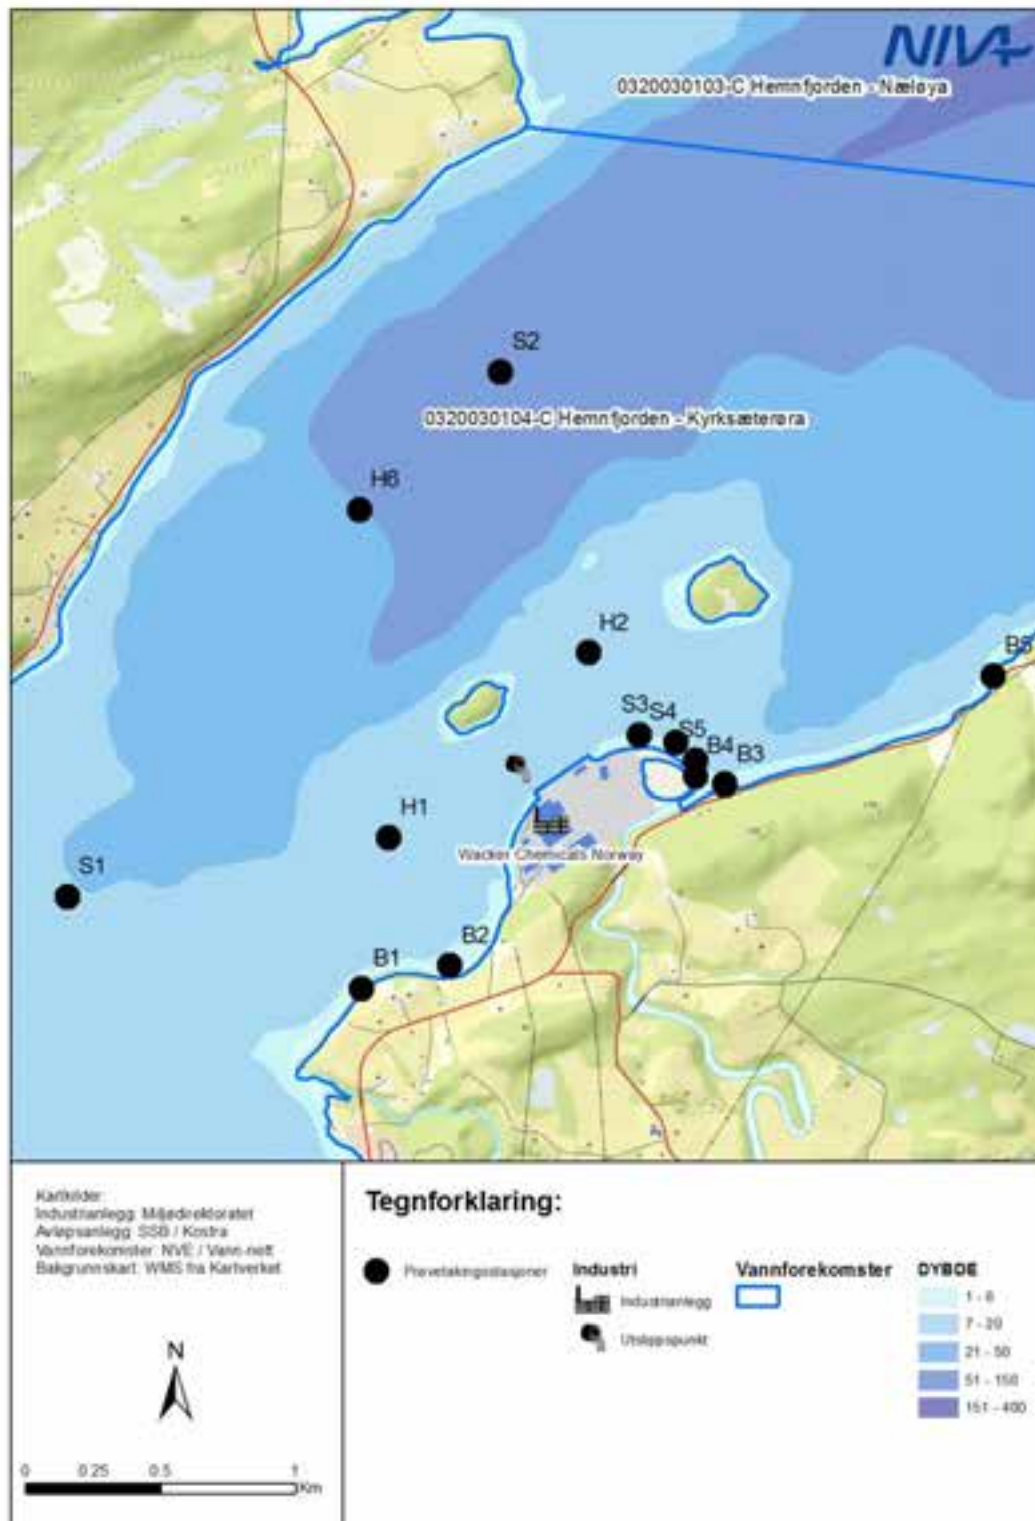 NIVA
0320030103-C Hemnfjorden - Næløya
S2
0320030104-C Hemnfjorden - Kyrksæterøra
H6
H2
B5
S3
S4
S5
B4
B3
H1
Wacker Chemicals Norway
S1
B2
B1
Kartkilder:
Industrianlegg: Miljødirektoratet
Avløpsanlegg: SSB / Kostra
Vannforekomster: NVE / Vann-nett
Bakgrunnskart: WMS fra Kartverket
N
0 0.25 0.5 1
Km
Tegnforklaring:
Prøvetakingsstasjoner
Industri
Industrianlegg
Utslippspunkt
Vannforekomster
DYBDE
1 - 6
7 - 20
21 - 50
51 - 150
151 - 400